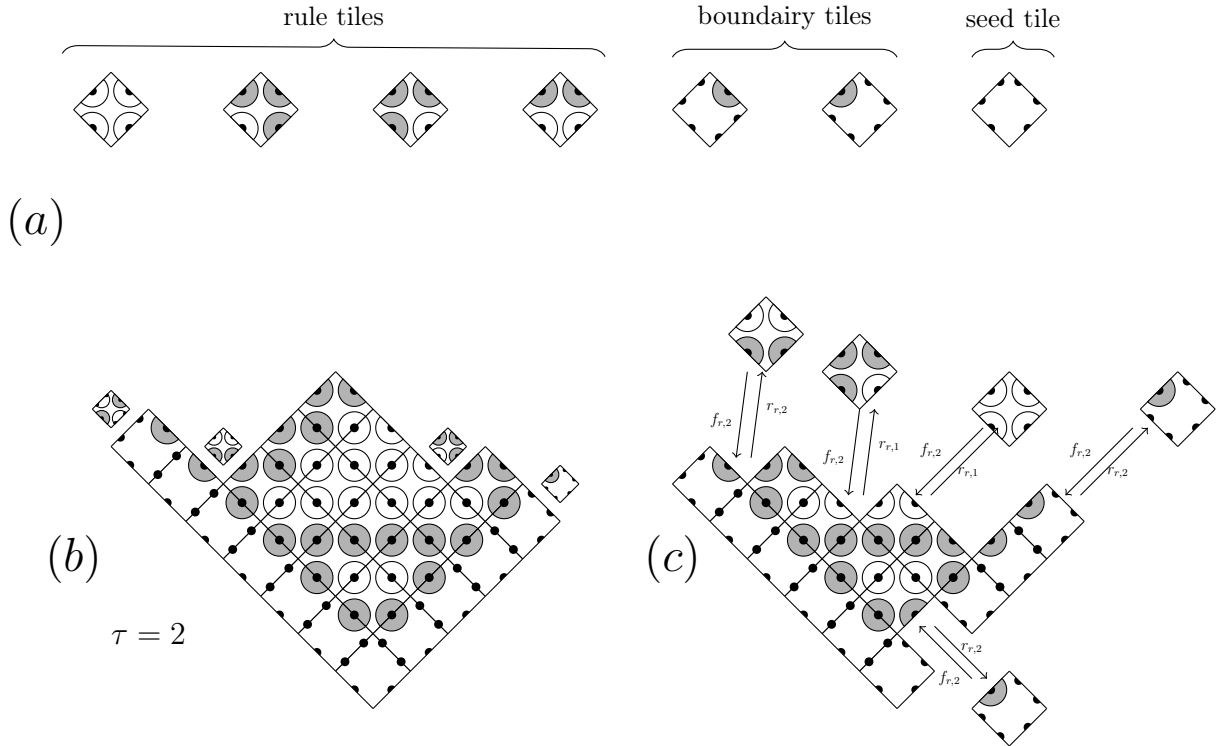 rule tiles
boundairy tiles
seed tile
(a)
f_{r,2}
r_{r,2}
f_{r,2}
r_{r,1}
f_{r,2}
r_{r,1}
f_{r,2}
r_{r,2}
(b)
(c)
τ = 2
r_{r,2}
f_{r,2}